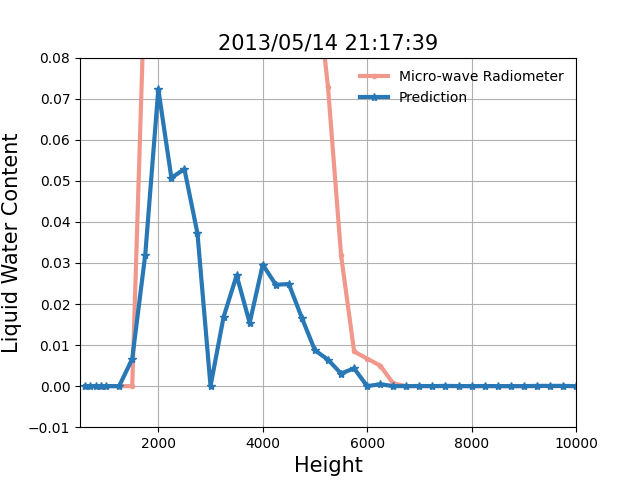 2013/05/14 21:17:39
Micro-wave Radiometer
Prediction
Liquid Water Content
0.08
0.07
0.06
0.05
0.04
0.03
0.02
0.01
0.00
−0.01
2000 4000 6000 8000 10000
Height